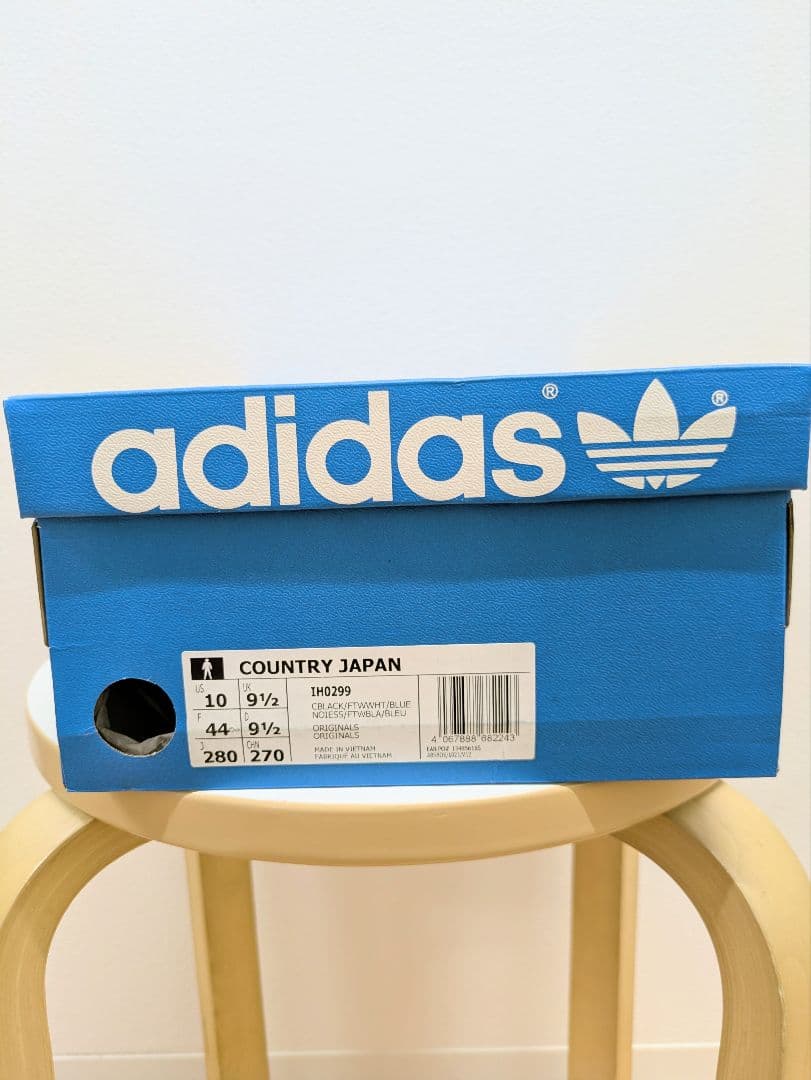 adidas® ®
COUNTRY JAPAN
US 10 UK 9½
F 44 D 9½
J 280 CHN 270
IH0299
CBLACK/FTWWHT/BLUE
NOIESS/FTWBLA/BLEU
ORIGINALS
ORIGINALS
MADE IN VIETNAM
FABRIQUÉ AU VIETNAM
4 067888 682243